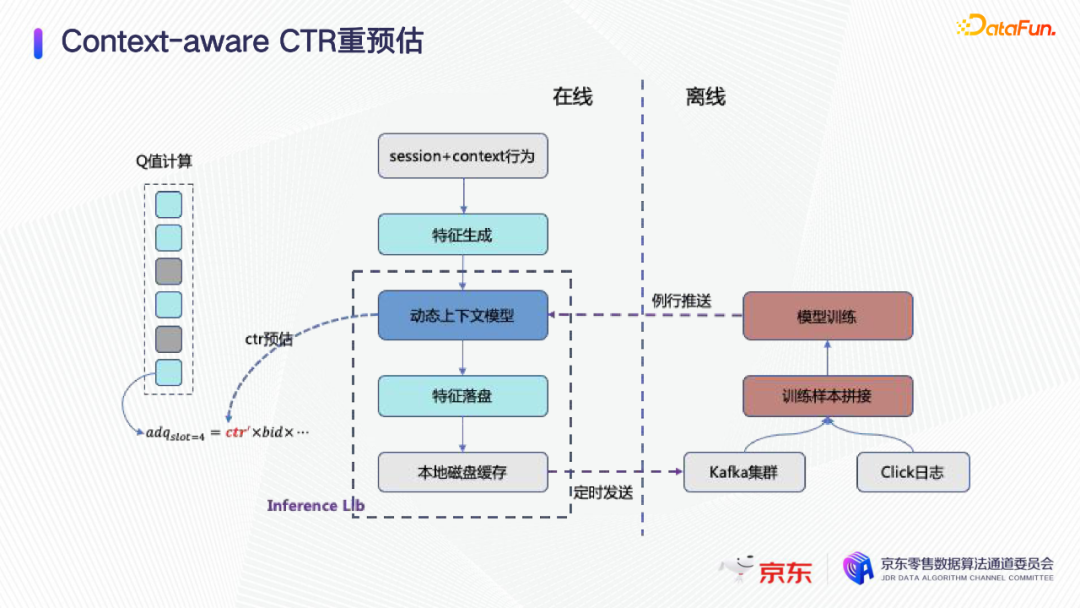 Context-aware CTR重预估
DataFun.
在线
离线
Q值计算
session+context行为
特征生成
动态上下文模型
例行推送
模型训练
ctr预估
特征落盘
训练样本拼接
adq_{slot=4} = ctr'×bid×⋯
本地磁盘缓存
Kafka集群
Click日志
定时发送
Inference Lib
京东
京东零售数据算法通道委员会
JDR DATA ALGORITHM CHANNEL COMMITTEE